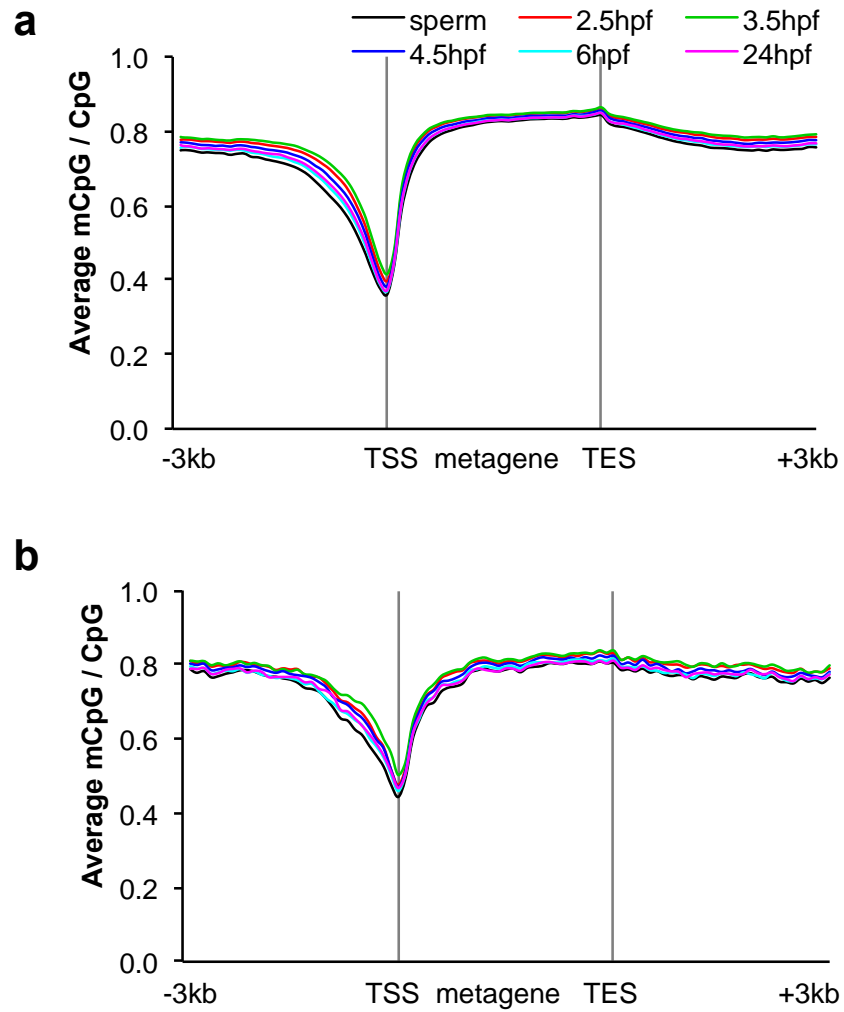 a
sperm 2.5hpf 3.5hpf
4.5hpf 6hpf 24hpf
Average mCpG / CpG
1.0
0.8
0.6
0.4
0.2
0.0
-3kb TSS metagene TES +3kb
b
Average mCpG / CpG
1.0
0.8
0.6
0.4
0.2
0.0
-3kb TSS metagene TES +3kb